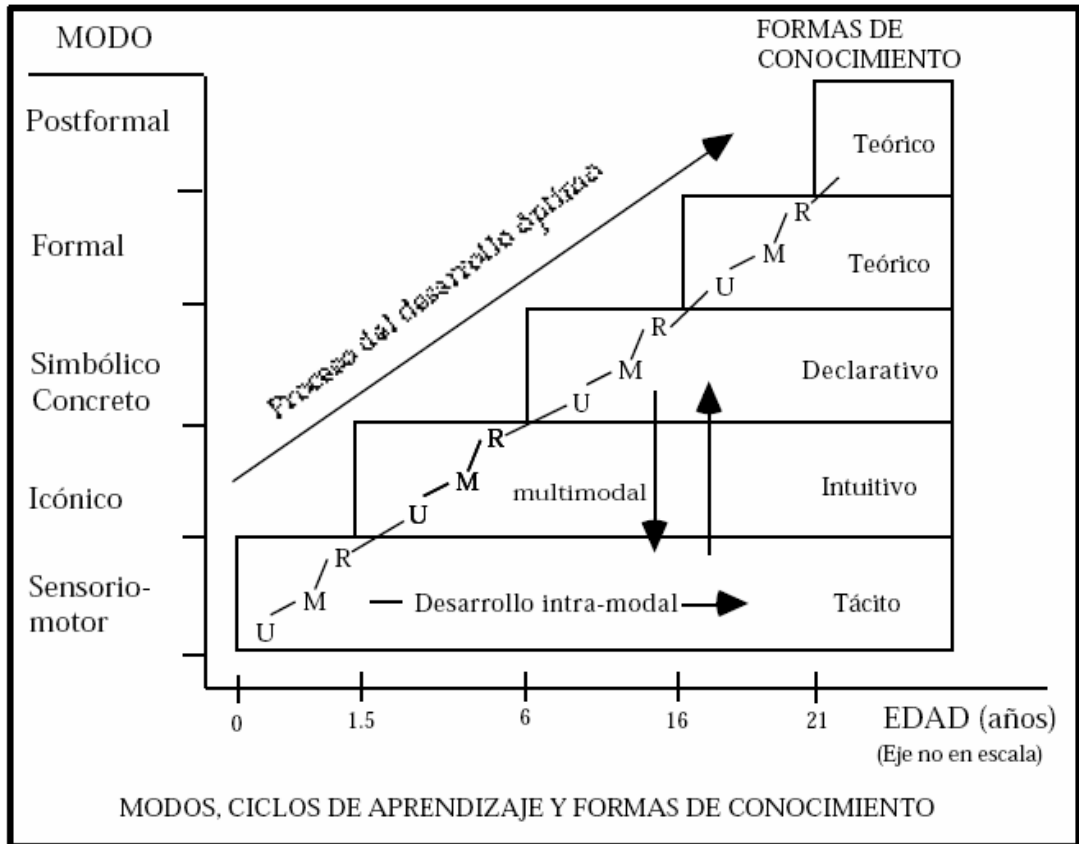 MODO
FORMAS DE
CONOCIMIENTO
Postformal
Teórico
Proceso del desarrollo óptimo
R
Formal
M
Teórico
U
R
Simbólico
Concreto
M
Declarativo
U
R
Icónico
M
multimodal
Intuitivo
U
R
Sensorio-
motor
M
Desarrollo intra-modal
Tácito
U
0
1.5
6
16
21
EDAD (años)
(Eje no en escala)
MODOS, CICLOS DE APRENDIZAJE Y FORMAS DE CONOCIMIENTO